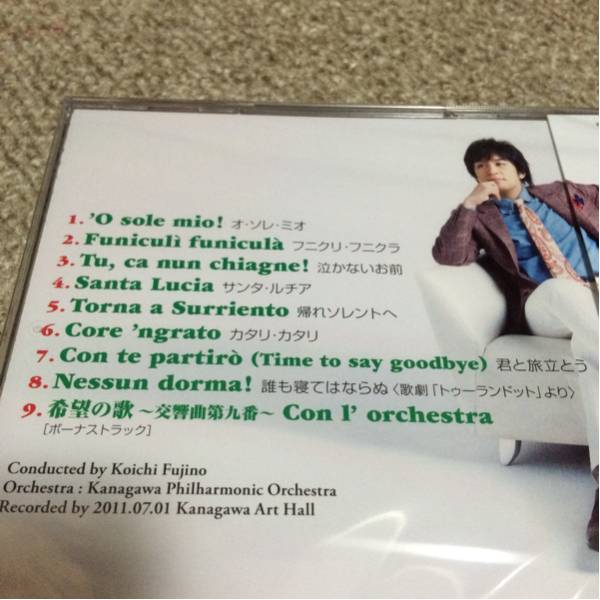 1. 'O sole mio! オ・ソレ・ミオ
2. Funiculì funiculà フニクリ・フニクラ
3. Tu, ca nun chiagne! 泣かないお前
4. Santa Lucia サンタ・ルチア
5. Torna a Surriento 帰れソレントへ
6. Core 'ngrato カタリ・カタリ
7. Con te partirò (Time to say goodbye) 君と旅立とう
8. Nessun dorma! 誰も寝てはならぬ〈歌劇「トゥーランドット」より〉
9. 希望の歌 〜交響曲第九番〜 Con l' orchestra
[ボーナストラック]
Conducted by Koichi Fujino
Orchestra : Kanagawa Philharmonic Orchestra
Recorded by 2011.07.01 Kanagawa Art Hall